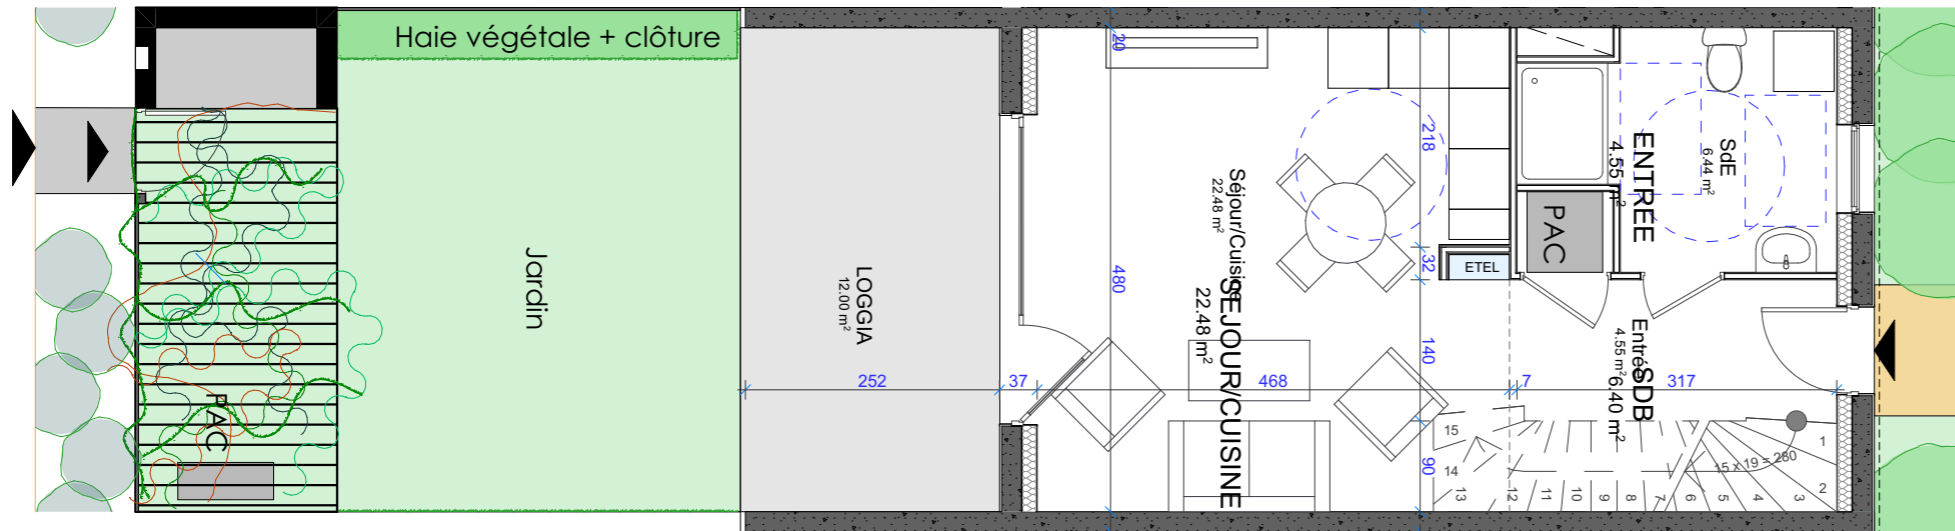 Haie végétale + clôture
Jardin
PAC
LOGGIA
12.00 m²
252
37
20
480
Séjour/Cuisine
22.48 m²
SEJOUR/CUISINE
22.48 m²
468
218
32
140
90
ETEL
PAC
7
317
ENTREE
4.55 m²
SdE
6.44 m²
Entrée
4.55 m²
SDB
6.40 m²
15 x 19 = 280
1
2
3
4
5
6
7
8
9
10
11
12
13
14
15